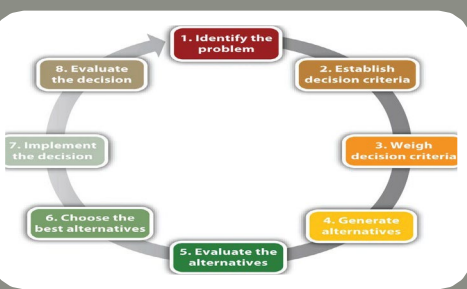 1. Identify the
problem
2. Establish
decision criteria
3. Weigh
decision criteria
4. Generate
alternatives
5. Evaluate the
alternatives
6. Choose the
best alternatives
7. Implement
the decision
8. Evaluate
the decision